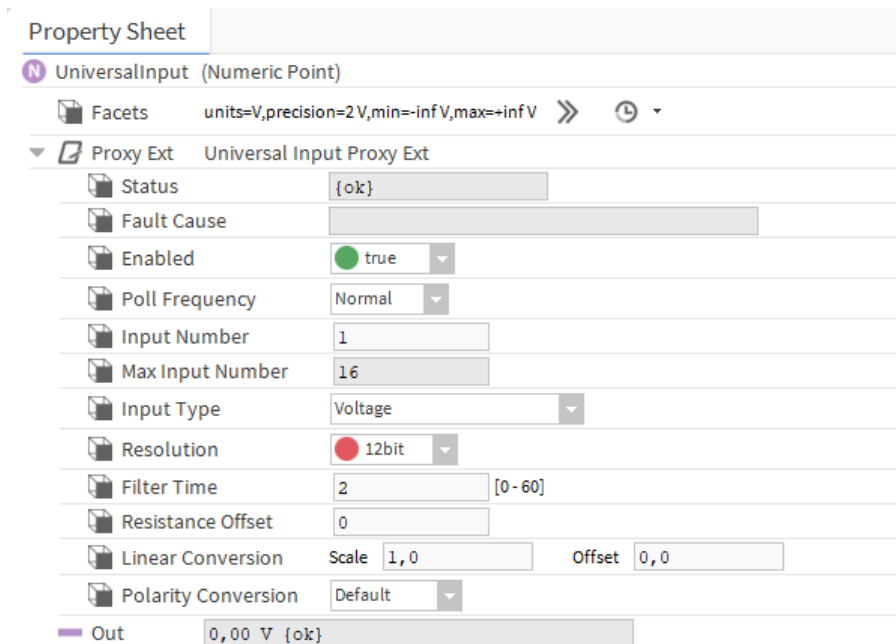 Property Sheet
N UniversalInput (Numeric Point)
Facets units=V,precision=2 V,min=-inf V,max=+inf V
Proxy Ext Universal Input Proxy Ext
Status {ok}
Fault Cause
Enabled true
Poll Frequency Normal
Input Number 1
Max Input Number 16
Input Type Voltage
Resolution 12bit
Filter Time 2 [0 - 60]
Resistance Offset 0
Linear Conversion Scale 1,0 Offset 0,0
Polarity Conversion Default
Out 0,00 V {ok}